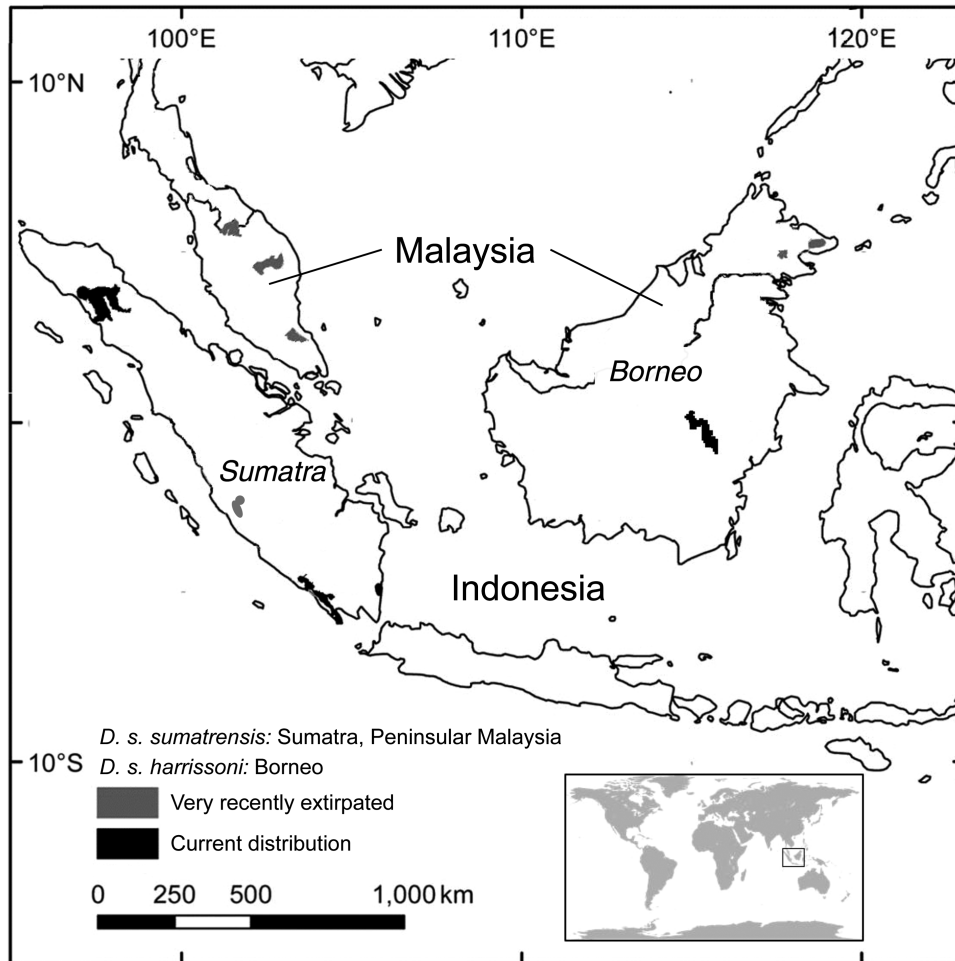 100°E 110°E 120°E
10°N
Malaysia
Borneo
Sumatra
Indonesia
D. s. sumatrensis: Sumatra, Peninsular Malaysia
10°S
D. s. harrissoni: Borneo
Very recently extirpated
Current distribution
0 250 500 1,000 km